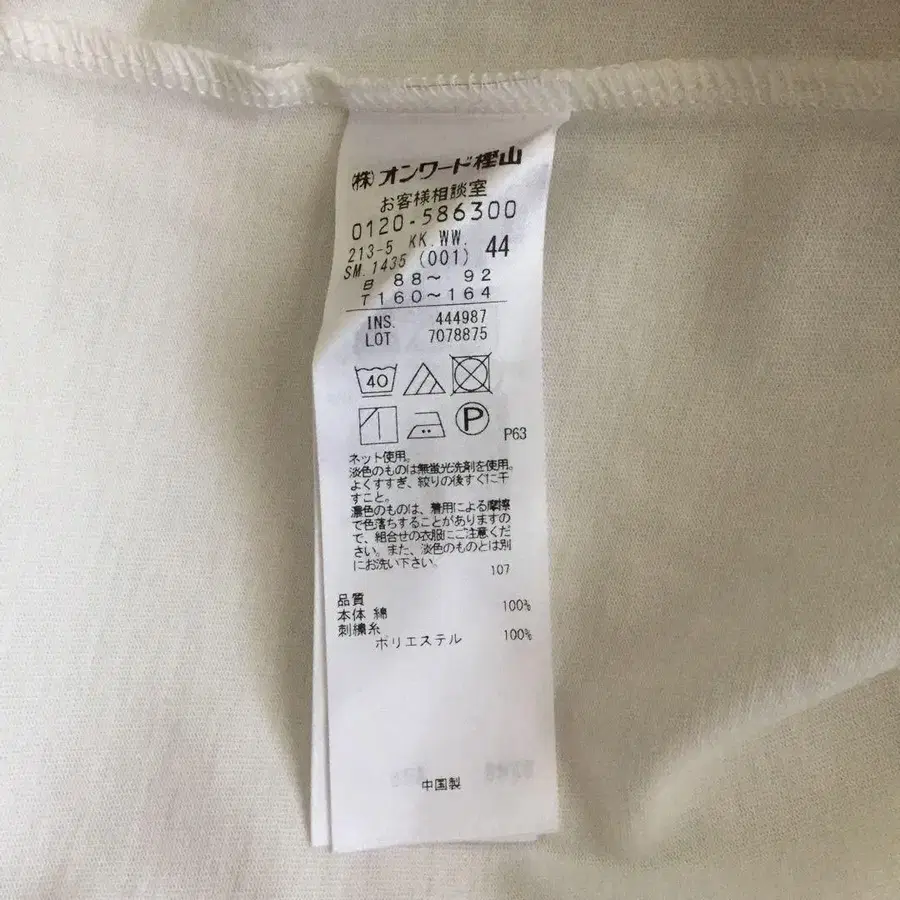 ㈱オンワード樫山
お客様相談室
0120-586300
213-5 KK.WW.
SM.1435 (001) 44
B 88～ 92
T 160～164
INS. 444987
LOT 7078875
40
P
P63
ネット使用。
淡色のものは無蛍光洗剤を使用。
よくすすぎ、絞りの後すぐに干
すこと。
濃色のものは、着用による摩擦
で色落ちすることがありますの
で、組合せの衣服にご注意くだ
さい。また、淡色のものとは別
にお洗い下さい。
107
品質
本体 綿 100%
刺繍糸
ポリエステル 100%
中国製